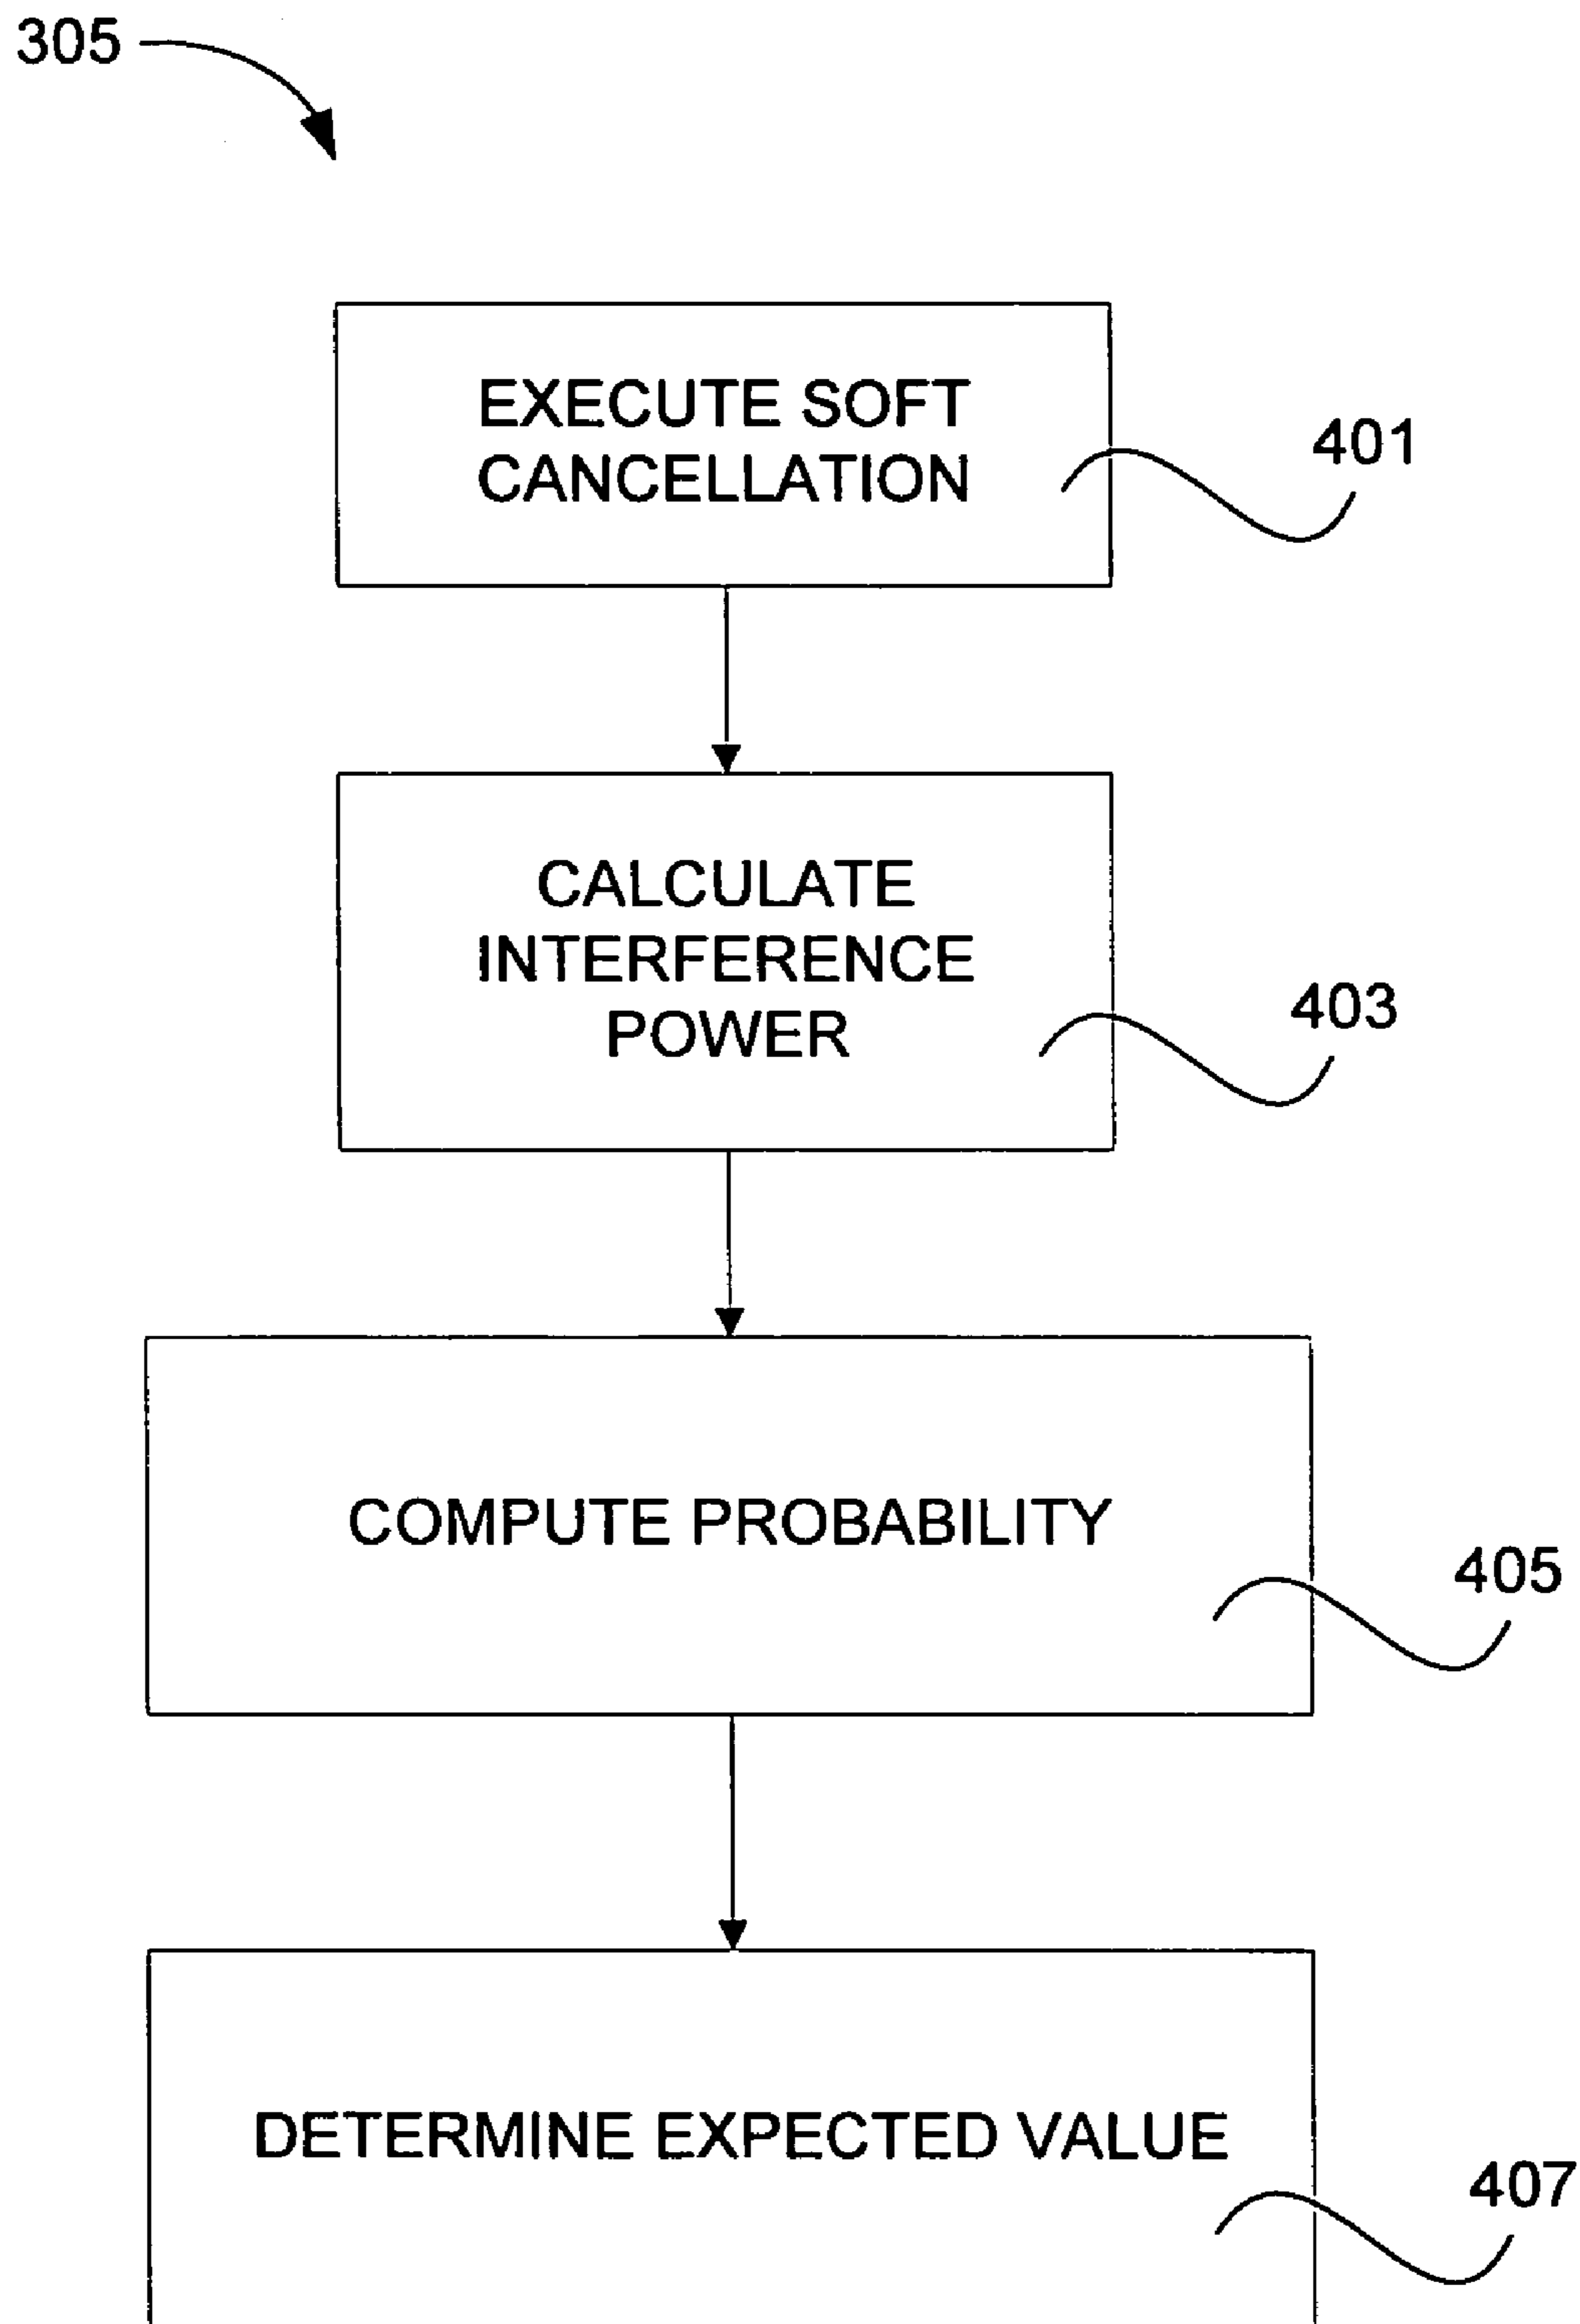 305
EXECUTE SOFT
CANCELLATION
401
CALCULATE
INTERFERENCE
POWER
403
COMPUTE PROBABILITY
405
DETERMINE EXPECTED VALUE
407